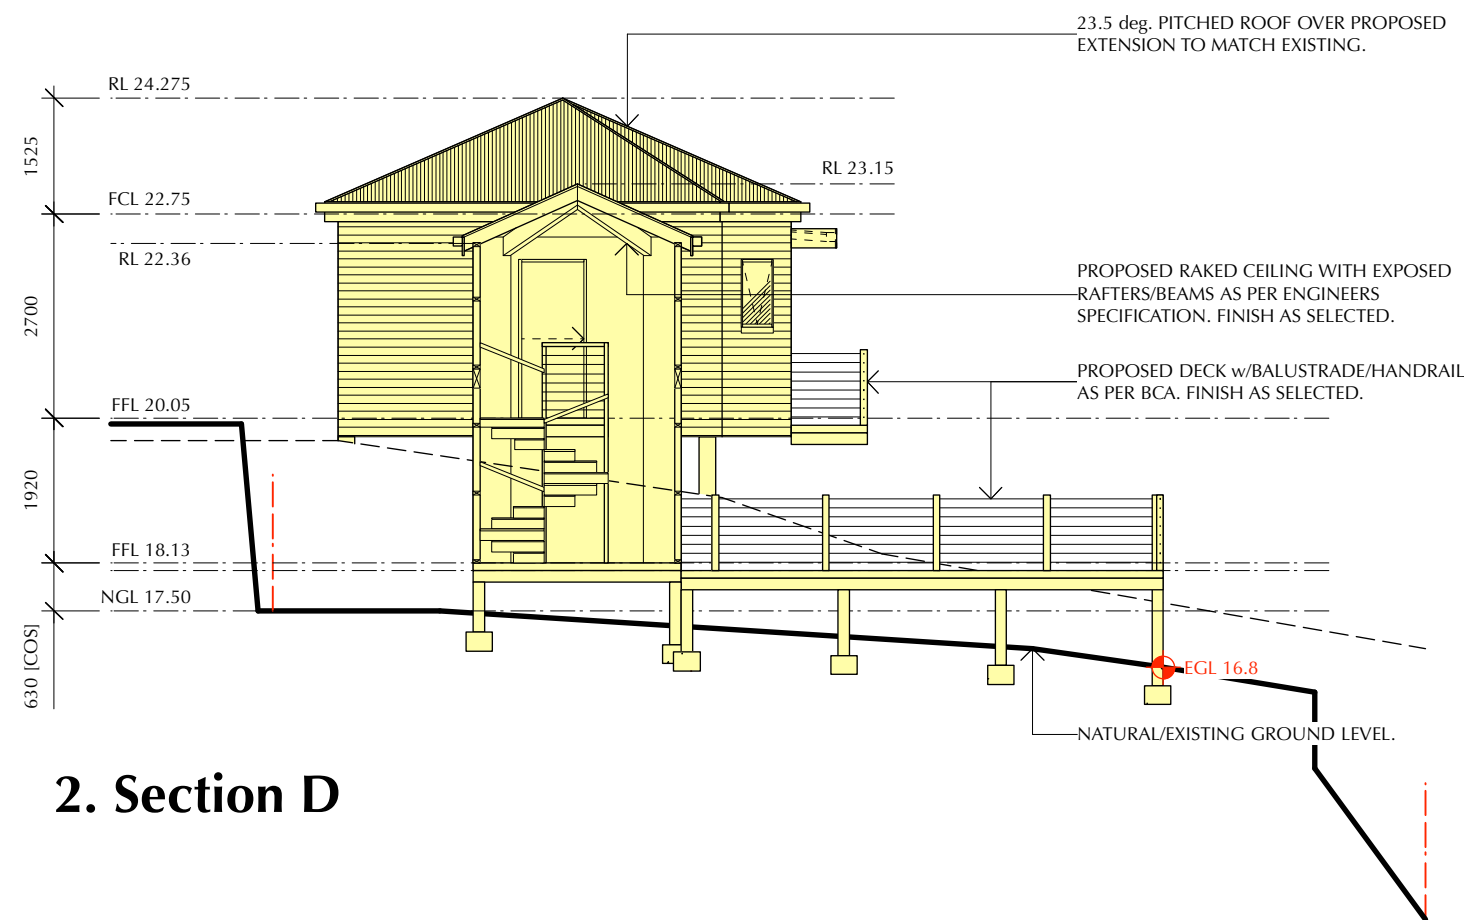 23.5 deg. PITCHED ROOF OVER PROPOSED
EXTENSION TO MATCH EXISTING.
RL 24.275
1525
RL 23.15
FCL 22.75
RL 22.36
PROPOSED RAKED CEILING WITH EXPOSED
RAFTERS/BEAMS AS PER ENGINEERS
SPECIFICATION. FINISH AS SELECTED.
2700
PROPOSED DECK w/BALUSTRADE/HANDRAIL
AS PER BCA. FINISH AS SELECTED.
FFL 20.05
1920
FFL 18.13
NGL 17.50
630 [COS]
EGL 16.8
NATURAL/EXISTING GROUND LEVEL.
2. Section D